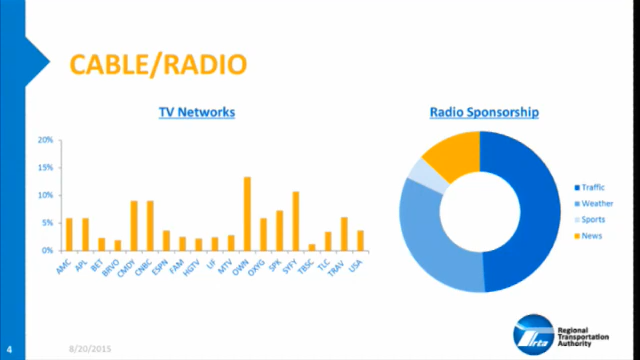 CABLE/RADIO
TV Networks
20%
15%
10%
5%
0%
AMC APL BET BRVO CMDY CNBC ESPN FAM HGTV LIF MTV OWN OXYG SPK SYFY TBSC TLC TRAV USA
Radio Sponsorship
Traffic
Weather
Sports
News
4
8/20/2015
rta
Regional
Transportation
Authority